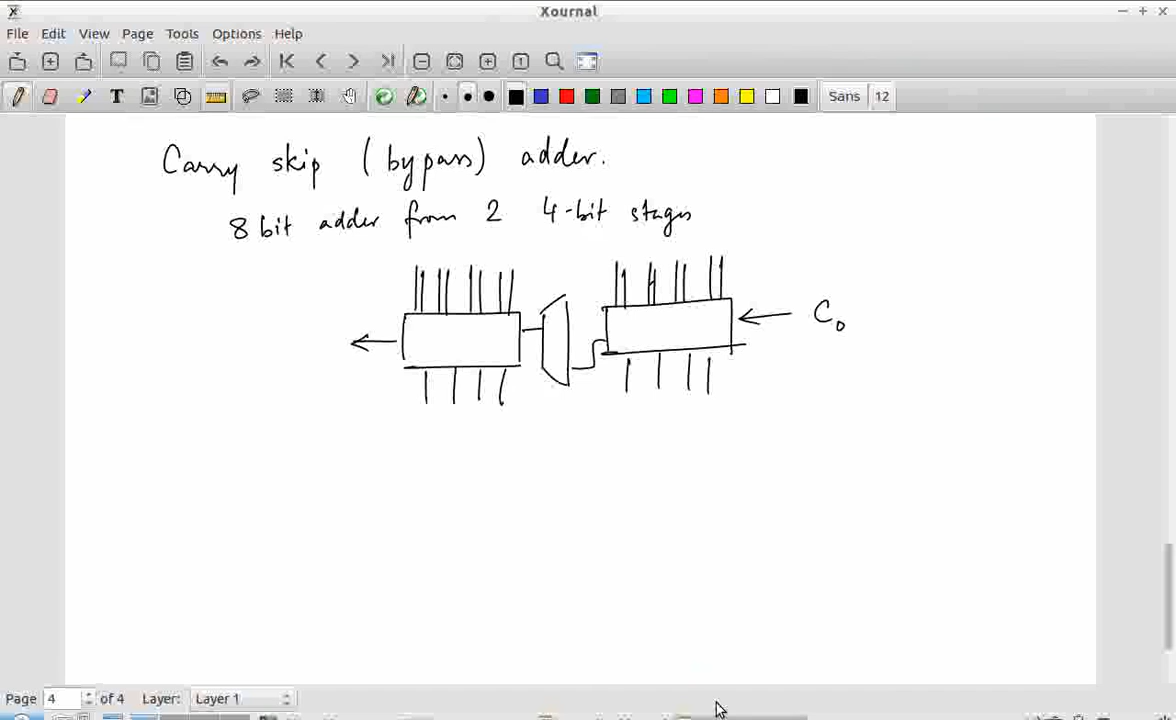 Xournal
File Edit View Page Tools Options Help
T Sans 12
Carry skip (bypass) adder.
8 bit adder from 2 4-bit stages
C₀
Page 4 of 4 Layer: Layer 1